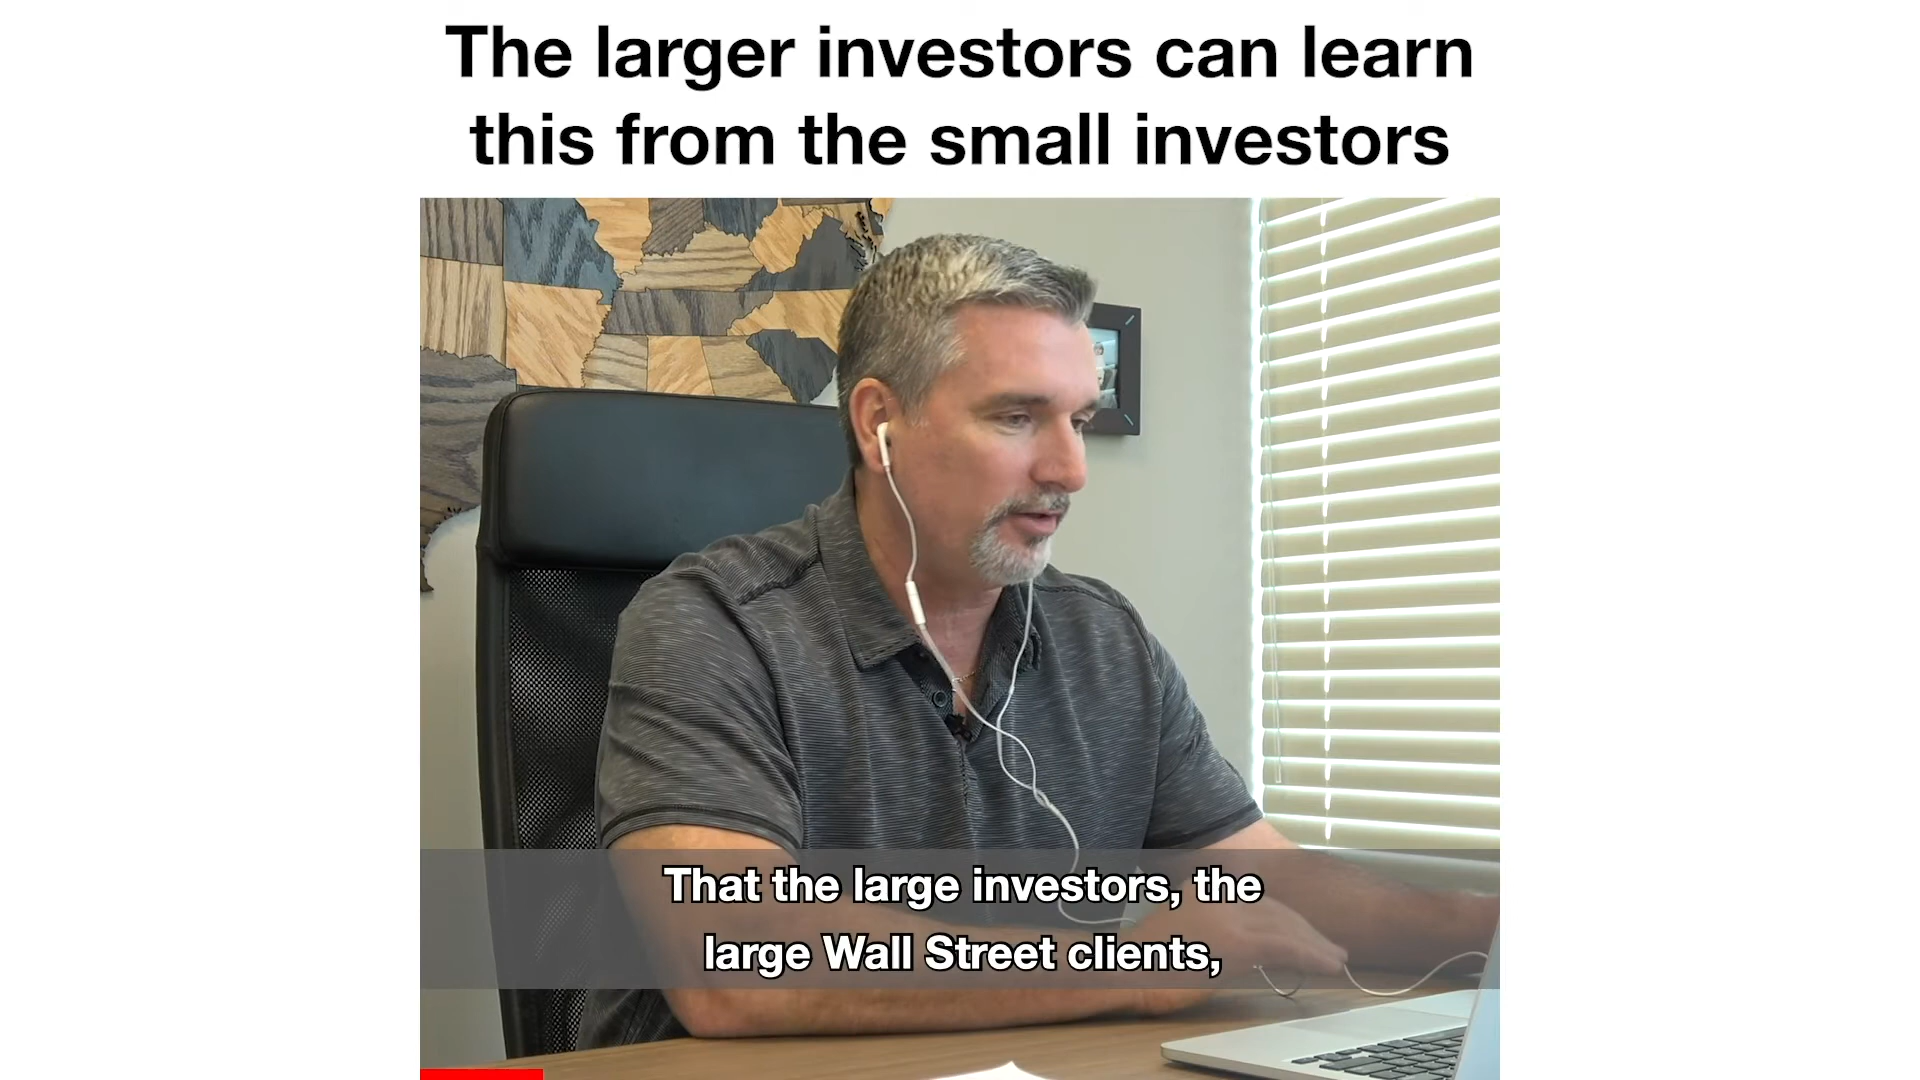 The larger investors can learn
this from the small investors
That the large investors, the
large Wall Street clients,